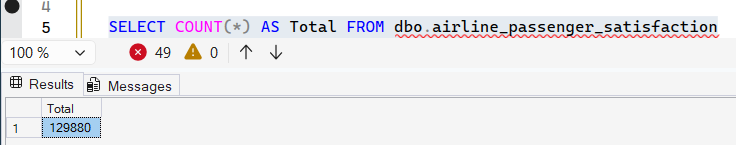 4
5 SELECT COUNT(*) AS Total FROM dbo.airline_passenger_satisfaction
100 % 49 0
Results Messages
Total
1 129880